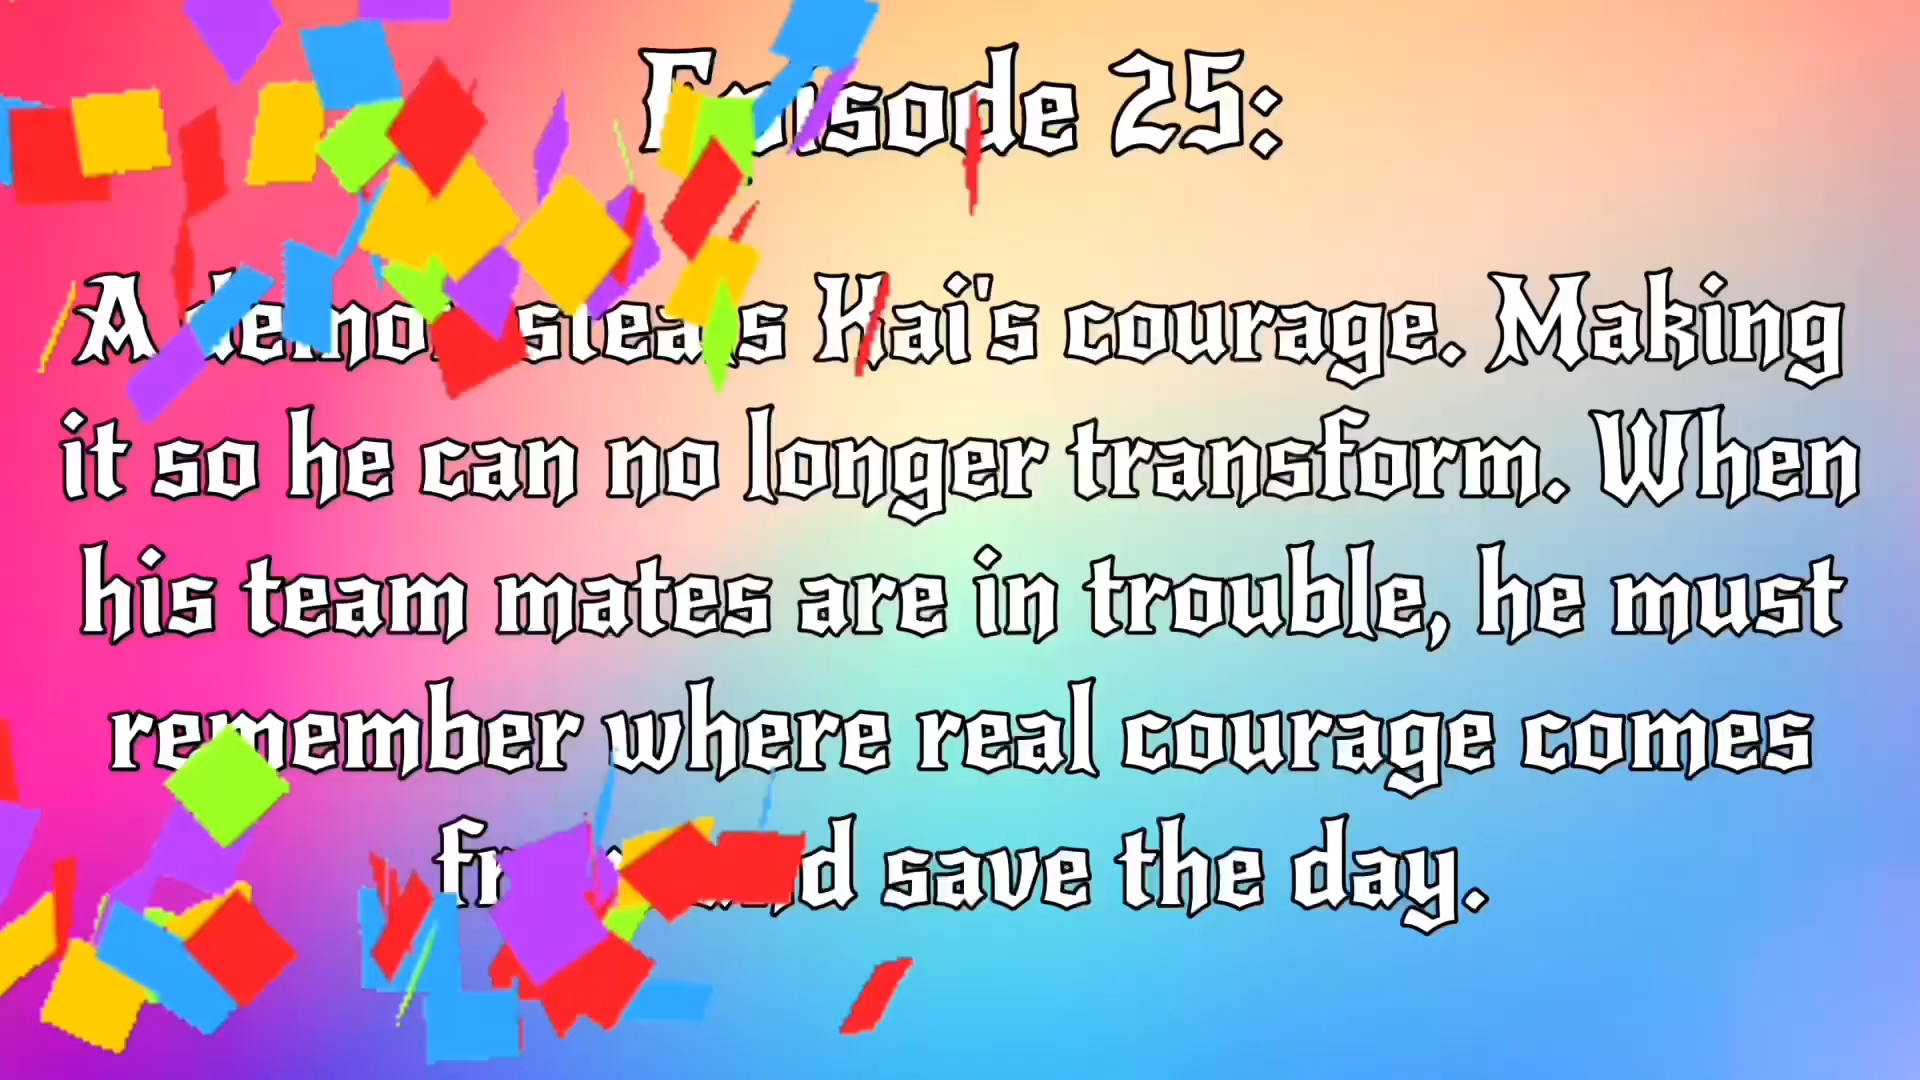 Episode 25:
A demon steals Kai's courage. Making
it so he can no longer transform. When
his team mates are in trouble, he must
remember where real courage comes
from and save the day.